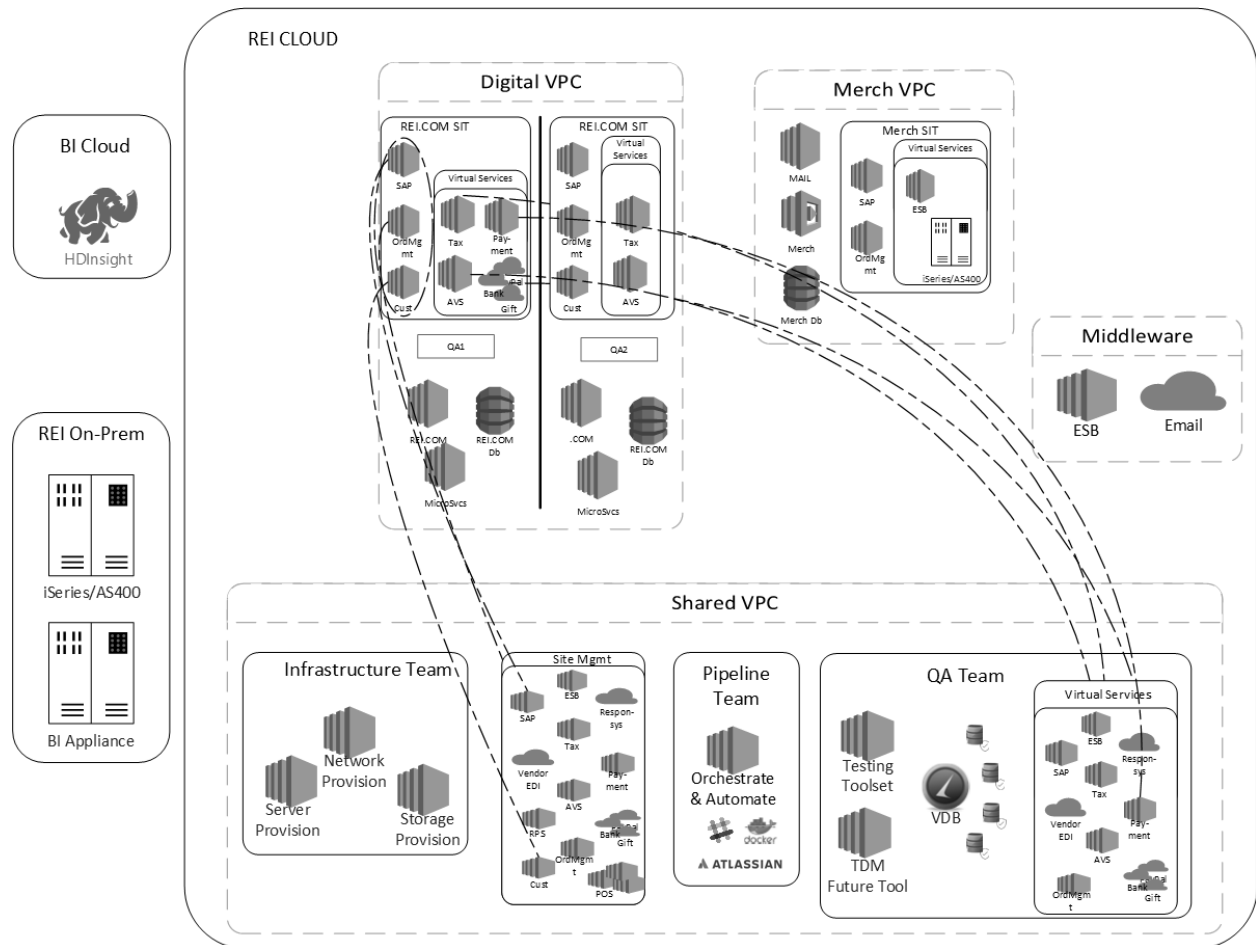 REI CLOUD
BI Cloud
HDInsight
REI On-Prem
iSeries/AS400
BI Appliance
Digital VPC
REI.COM SIT
SAP
OrdMg
mt
Cust
Virtual Services
Tax
Pay-
ment
AVS
Bank
Gift
QA1
REI.COM
REI.COM
Db
MicroSvcs
REI.COM SIT
SAP
OrdMg
mt
Cust
Virtual
Services
Tax
AVS
QA2
.COM
REI.COM
Db
MicroSvcs
Merch VPC
MAIL
Merch
Merch Db
Merch SIT
SAP
OrdMg
mt
Virtual Services
ESB
iSeries/AS400
Middleware
ESB
Email
Shared VPC
Infrastructure Team
Network
Provision
Server
Provision
Storage
Provision
Site Mgmt
ESB
SAP
Respon-
sys
Tax
Vendor
EDI
Pay-
ment
AVS
RPS
Bank
Gift
OrdMgm
t
Cust
POS
Pipeline
Team
Orchestrate
& Automate
docker
ATLASSIAN
QA Team
Testing
Toolset
VDB
TDM
Future Tool
Virtual Services
ESB
SAP
Respon-
sys
Tax
Vendor
EDI
Pay-
ment
AVS
OrdMgm
t
Bank
Gift